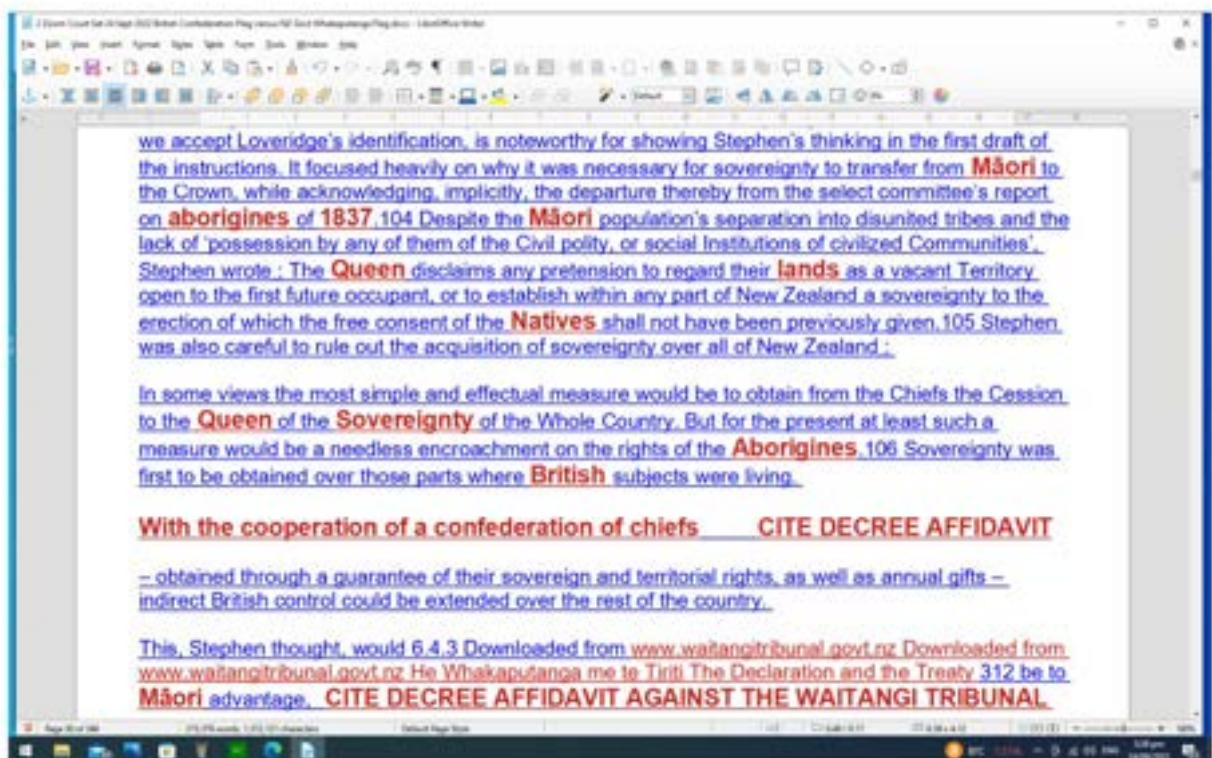 File Edit View Insert Format Styles Table Form Tools Window Help
we accept Loveridge's identification, is noteworthy for showing Stephen's thinking in the first draft of
the instructions. It focused heavily on why it was necessary for sovereignty to transfer from Māori to
the Crown, while acknowledging, implicitly, the departure thereby from the select committee's report
on aborigines of 1837.104 Despite the Māori population's separation into disunited tribes and the
lack of 'possession by any of them of the Civil polity, or social Institutions of civilized Communities',
Stephen wrote : The Queen disclaims any pretension to regard their lands as a vacant Territory
open to the first future occupant, or to establish within any part of New Zealand a sovereignty to the
erection of which the free consent of the Natives shall not have been previously given.105 Stephen
was also careful to rule out the acquisition of sovereignty over all of New Zealand :
In some views the most simple and effectual measure would be to obtain from the Chiefs the Cession
to the Queen of the Sovereignty of the Whole Country. But for the present at least such a
measure would be a needless encroachment on the rights of the Aborigines.106 Sovereignty was
first to be obtained over those parts where British subjects were living.
With the cooperation of a confederation of chiefs CITE DECREE AFFIDAVIT
– obtained through a guarantee of their sovereign and territorial rights, as well as annual gifts –
indirect British control could be extended over the rest of the country.
This, Stephen thought, would 6.4.3 Downloaded from www.waitangitribunal.govt.nz Downloaded from
www.waitangitribunal.govt.nz He Whakaputanga me te Tiriti The Declaration and the Treaty 312 be to
Māori advantage. CITE DECREE AFFIDAVIT AGAINST THE WAITANGI TRIBUNAL
Default Page Style